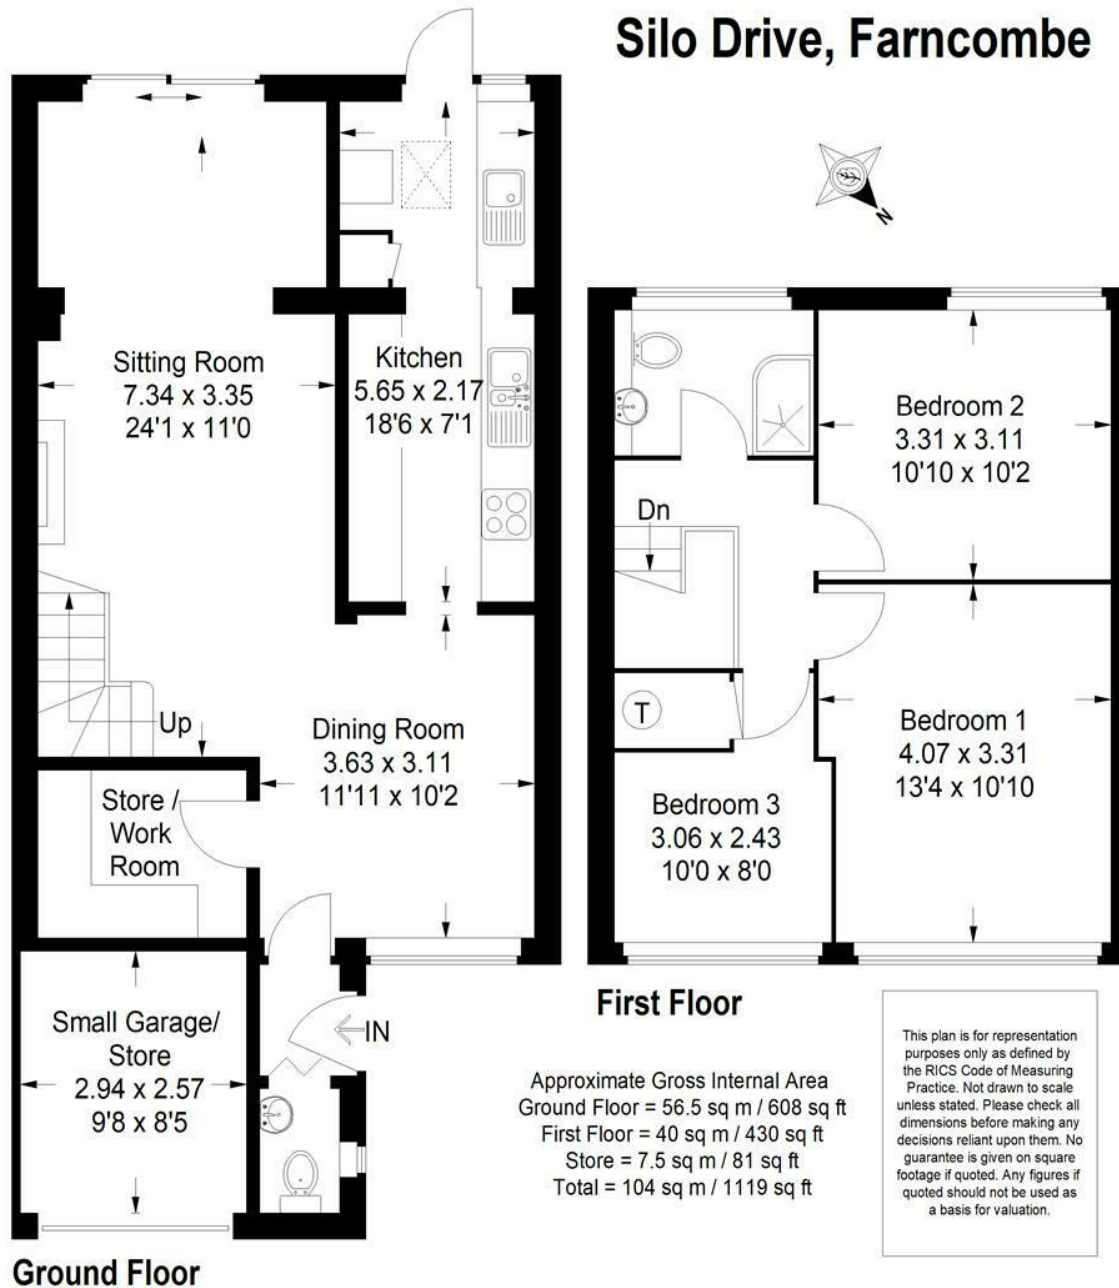 Silo Drive, Farncombe
N
Sitting Room
7.34 x 3.35
24'1 x 11'0
Kitchen
5.65 x 2.17
18'6 x 7'1
Up
Dining Room
3.63 x 3.11
11'11 x 10'2
Store /
Work
Room
Small Garage/
Store
2.94 x 2.57
9'8 x 8'5
IN
Ground Floor
Bedroom 2
3.31 x 3.11
10'10 x 10'2
Dn
T
Bedroom 1
4.07 x 3.31
13'4 x 10'10
Bedroom 3
3.06 x 2.43
10'0 x 8'0
First Floor
Approximate Gross Internal Area
Ground Floor = 56.5 sq m / 608 sq ft
First Floor = 40 sq m / 430 sq ft
Store = 7.5 sq m / 81 sq ft
Total = 104 sq m / 1119 sq ft
This plan is for representation
purposes only as defined by
the RICS Code of Measuring
Practice. Not drawn to scale
unless stated. Please check all
dimensions before making any
decisions reliant upon them. No
guarantee is given on square
footage if quoted. Any figures if
quoted should not be used as
a basis for valuation.